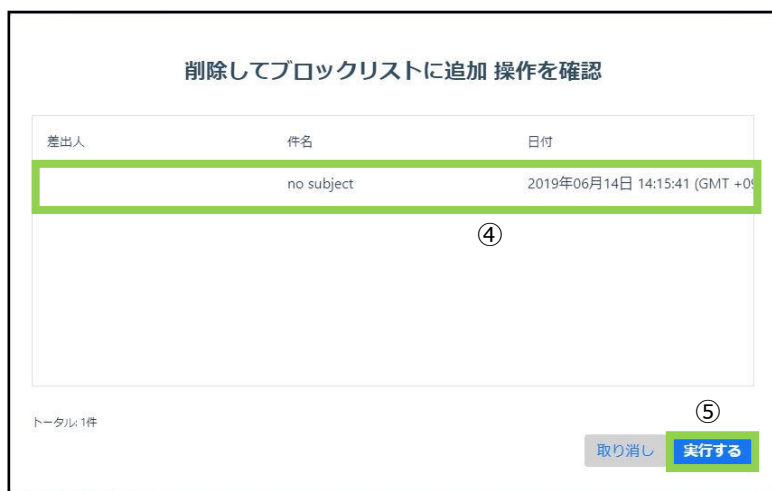 削除してブロックリストに追加 操作を確認
差出人 件名 日付
no subject 2019年06月14日 14:15:41 (GMT +09
④
トータル: 1件
⑤
取り消し 実行する